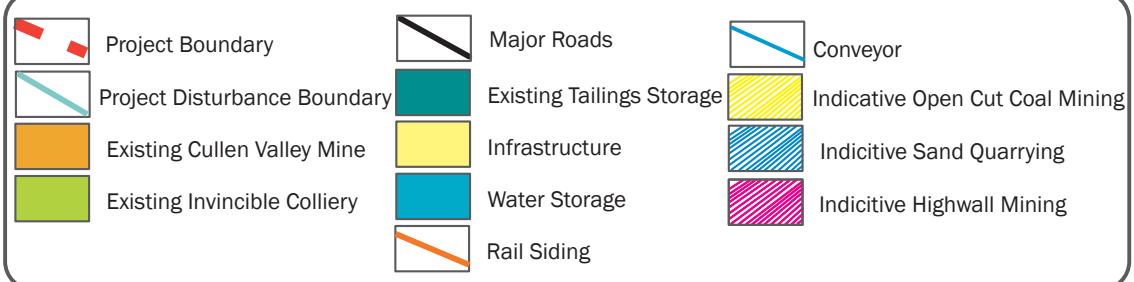 Project Boundary
Project Disturbance Boundary
Existing Cullen Valley Mine
Existing Invincible Colliery
Major Roads
Existing Tailings Storage
Infrastructure
Water Storage
Rail Siding
Conveyor
Indicative Open Cut Coal Mining
Indicitive Sand Quarrying
Indicitive Highwall Mining